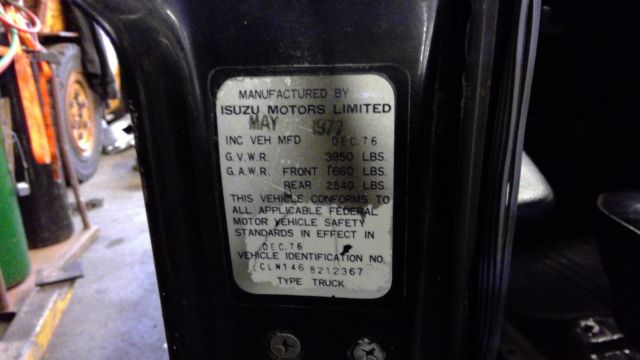 MANUFACTURED BY
ISUZU MOTORS LIMITED
MAY 1977
INC VEH MFD DEC. 76
G.V.W.R. 3950 LBS.
G.A.W.R. FRONT 1660 LBS.
REAR 2540 LBS.
THIS VEHICLE CONFORMS TO
ALL APPLICABLE FEDERAL
MOTOR VEHICLE SAFETY
STANDARDS IN EFFECT IN
DEC. 76
VEHICLE IDENTIFICATION NO.
CLN146 8212367
TYPE TRUCK